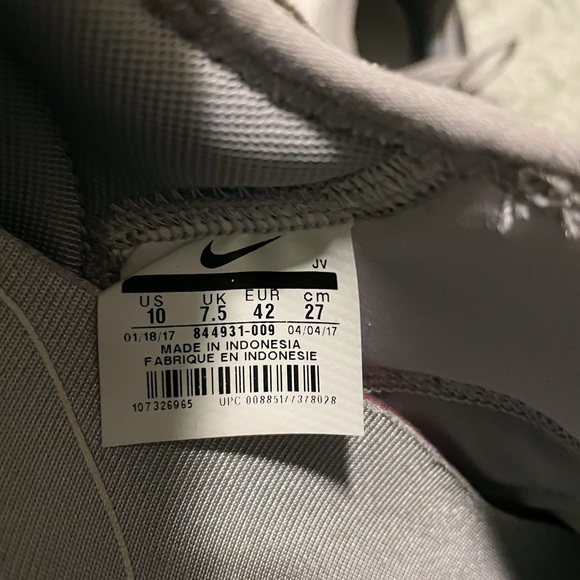 JV
US UK EUR cm
10 7.5 42 27
01/18/17 844931-009 04/04/17
MADE IN INDONESIA
FABRIQUE EN INDONESIE
107326965 UPC 00885177378028